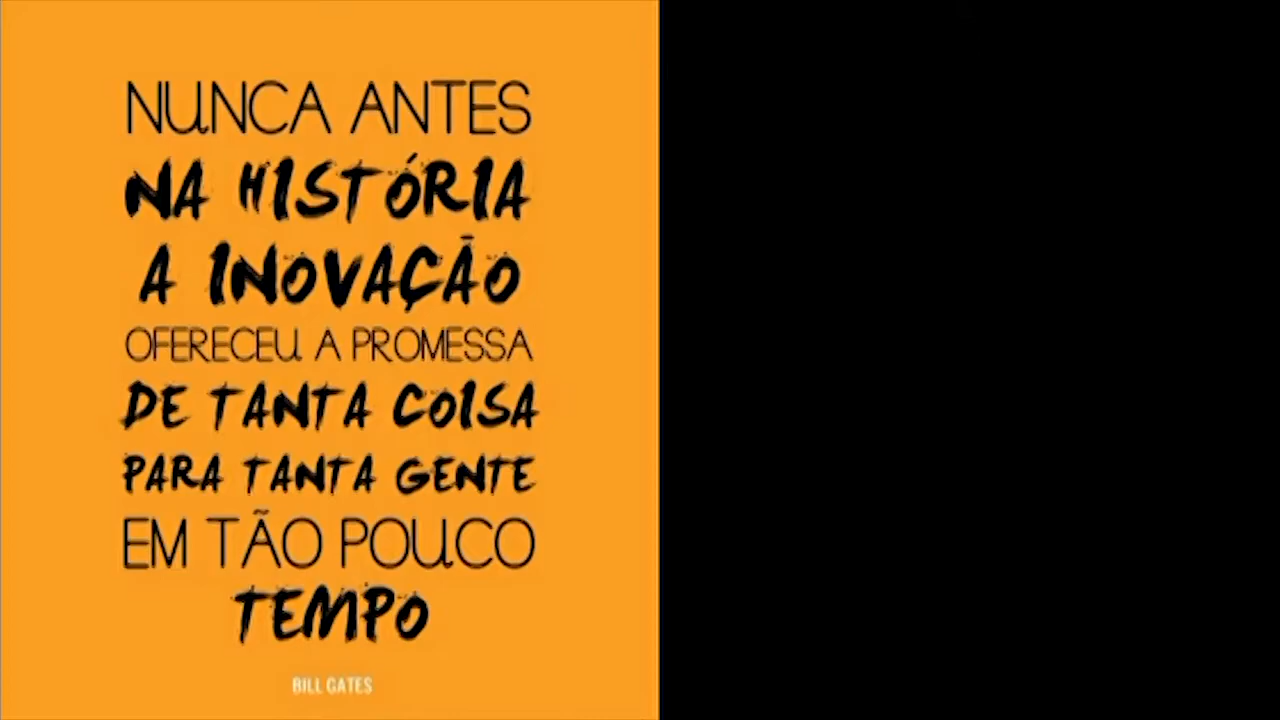 NUNCA ANTES
NA HISTÓRIA
A INOVAÇÃO
OFERECEU A PROMESSA
DE TANTA COISA
PARA TANTA GENTE
EM TÃO POUCO
TEMPO
BILL GATES